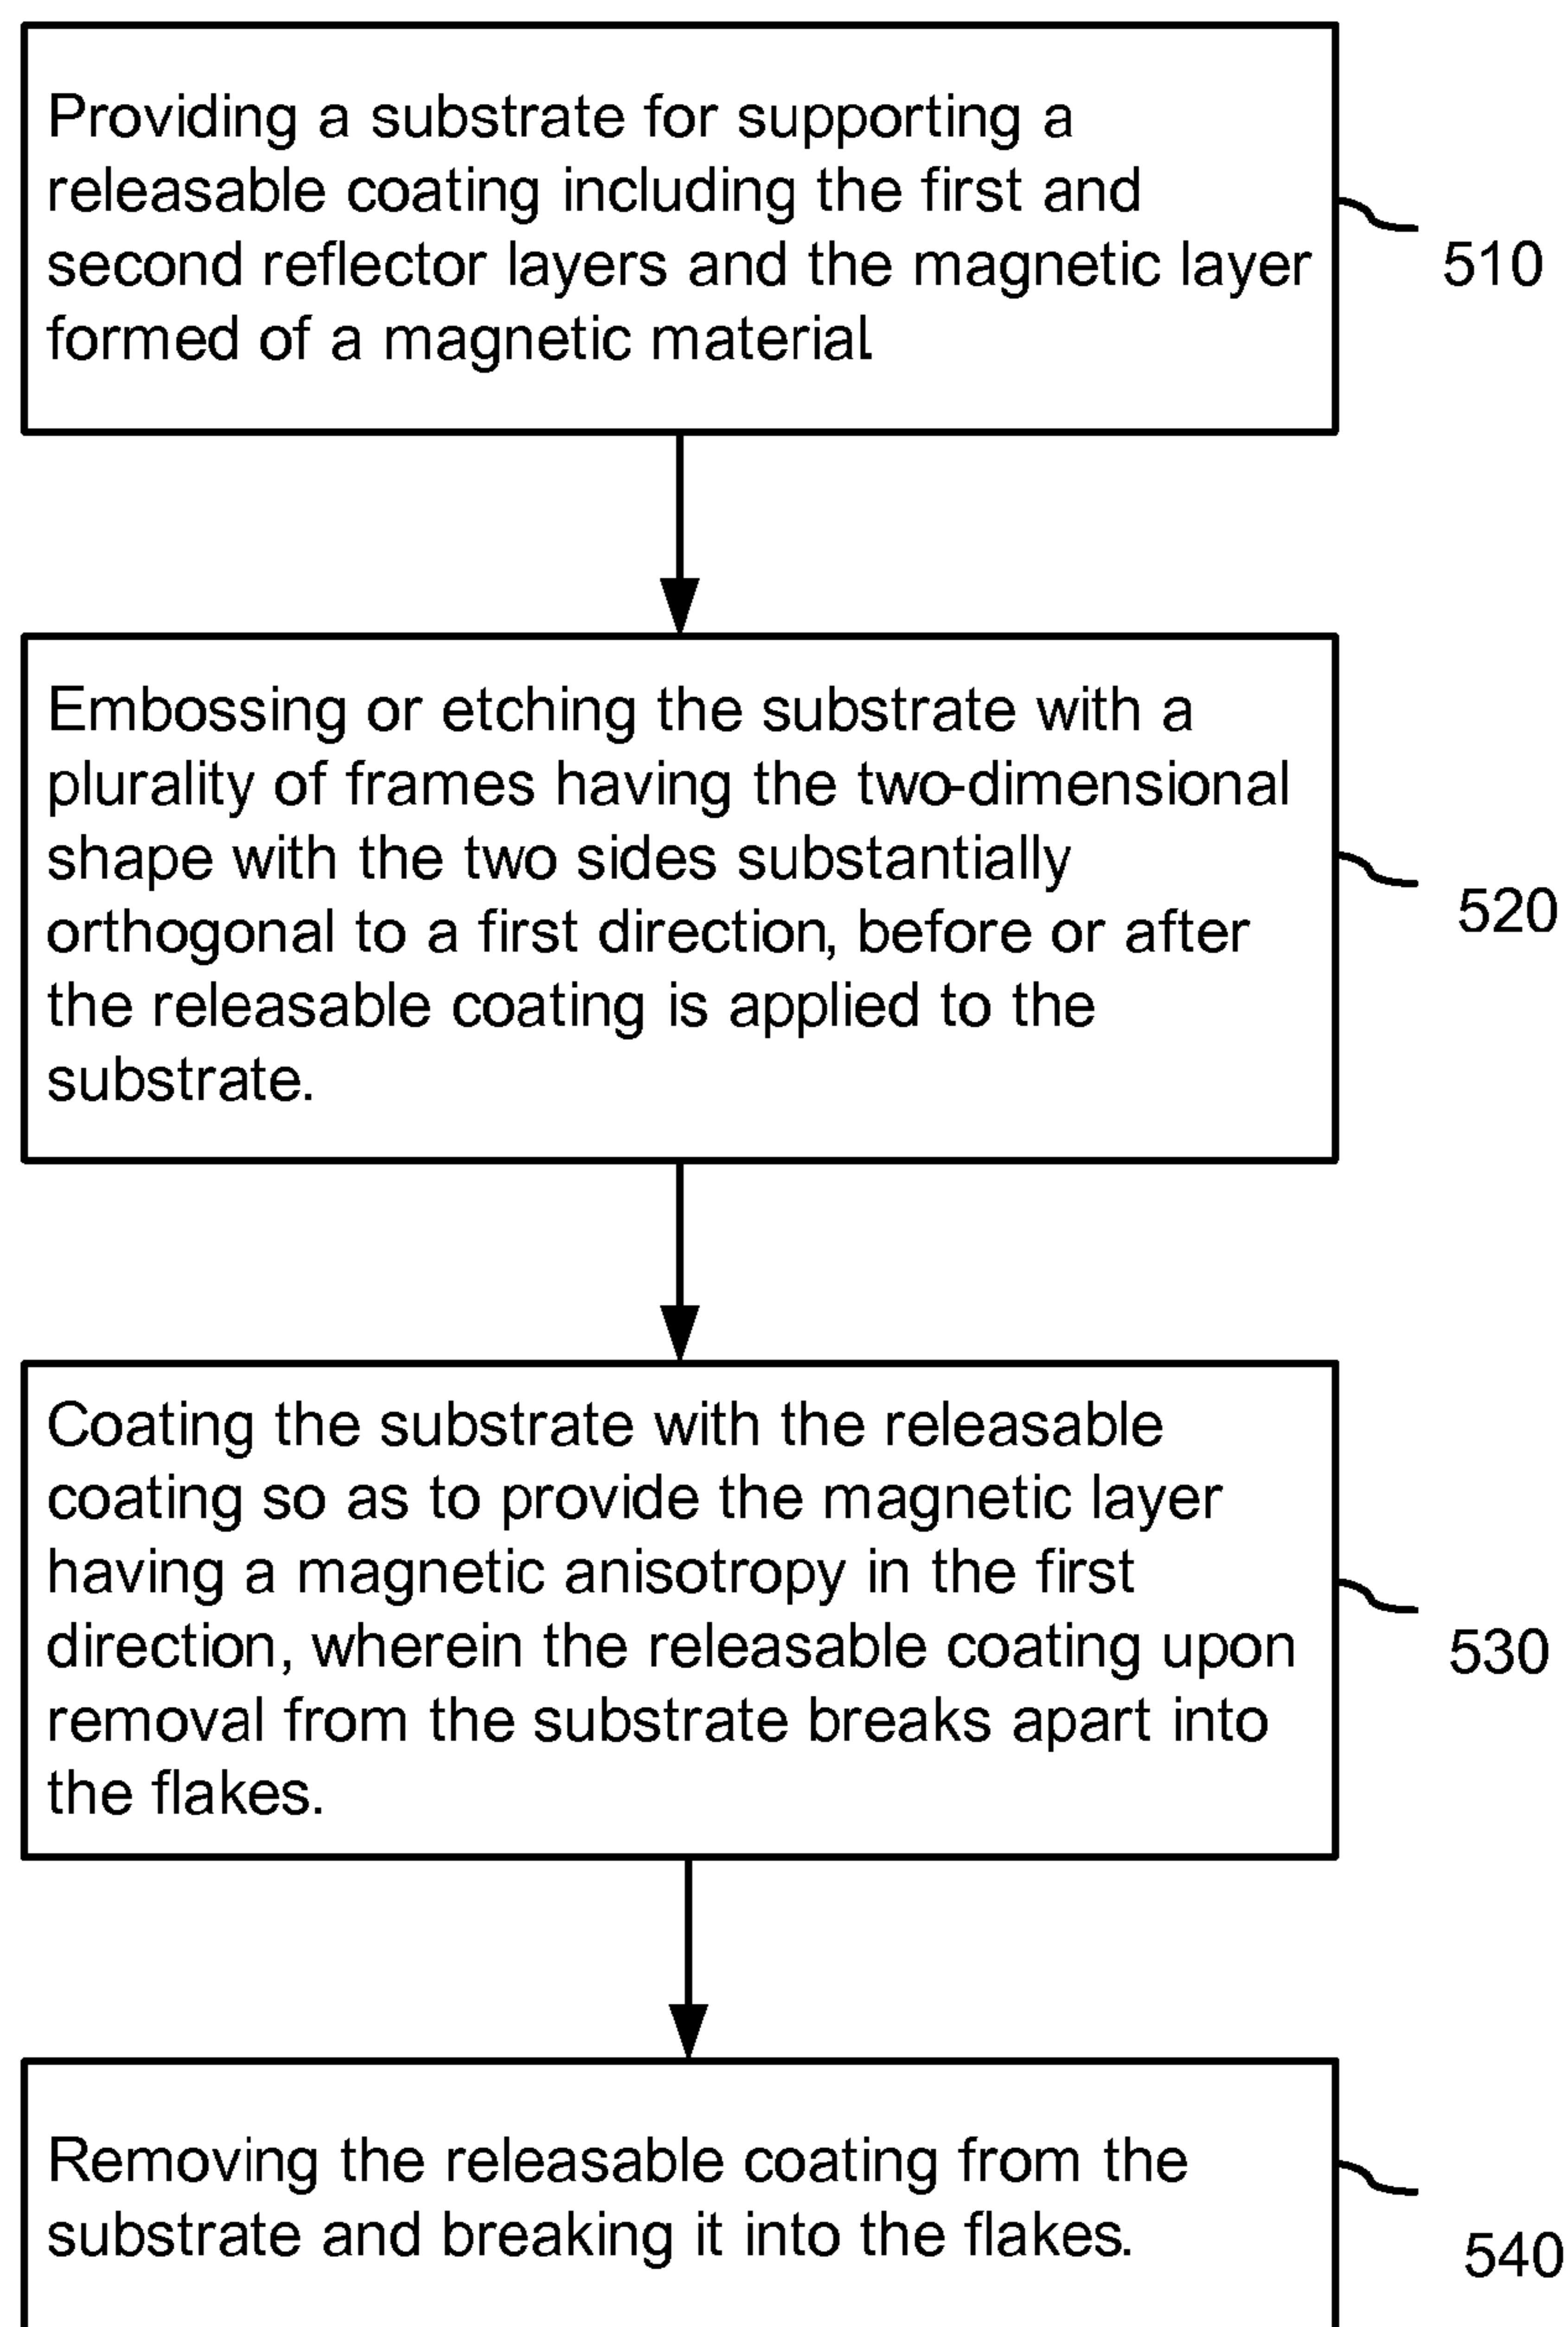 Providing a substrate for supporting a
releasable coating including the first and
second reflector layers and the magnetic layer
formed of a magnetic material.
510
Embossing or etching the substrate with a
plurality of frames having the two-dimensional
shape with the two sides substantially
orthogonal to a first direction, before or after
the releasable coating is applied to the
substrate.
520
Coating the substrate with the releasable
coating so as to provide the magnetic layer
having a magnetic anisotropy in the first
direction, wherein the releasable coating upon
removal from the substrate breaks apart into
the flakes.
530
Removing the releasable coating from the
substrate and breaking it into the flakes.
540